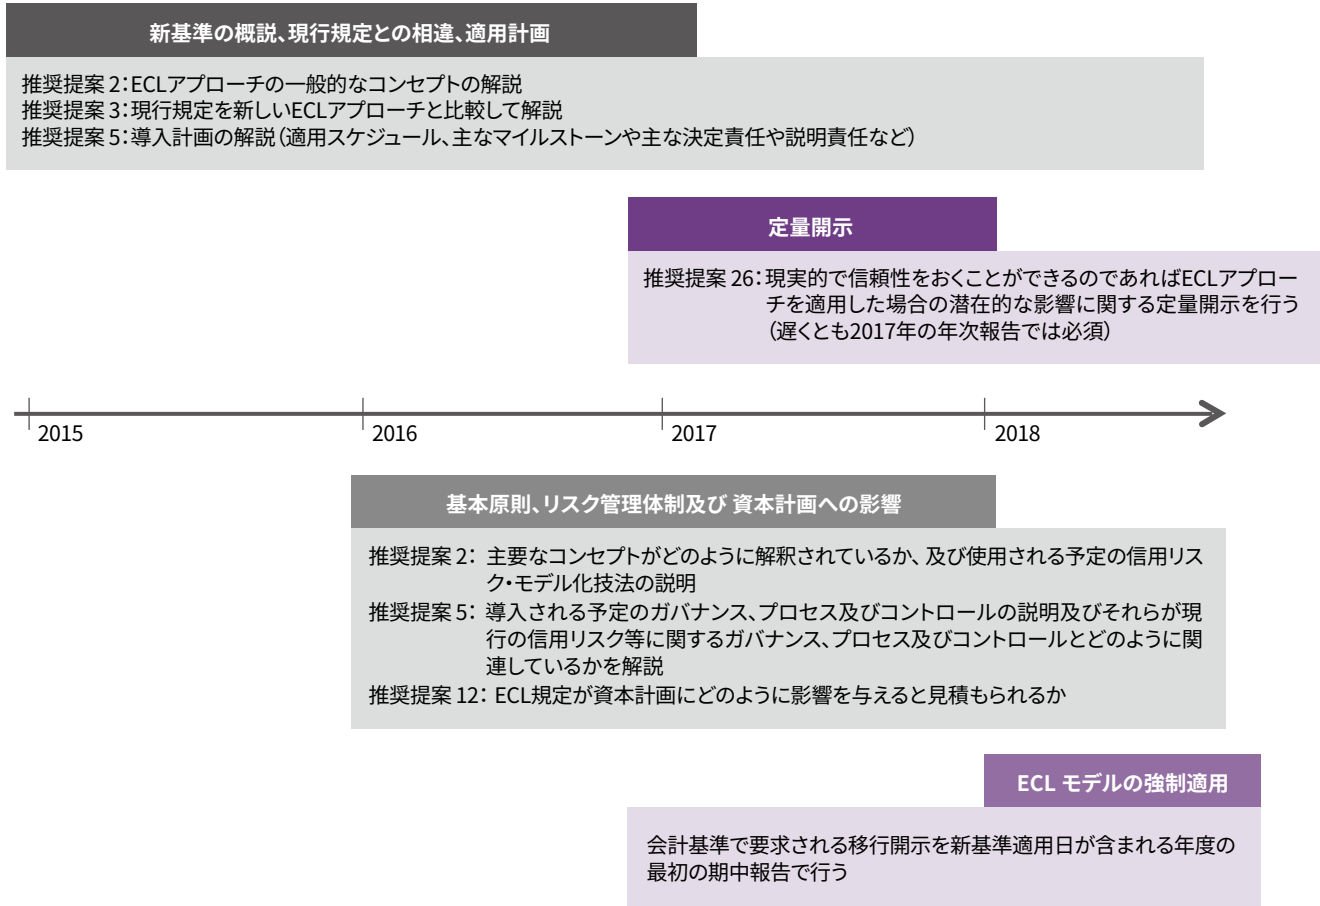 新基準の概説、現行規定との相違、適用計画
推奨提案 2：ECLアプローチの一般的なコンセプトの解説
推奨提案 3：現行規定を新しいECLアプローチと比較して解説
推奨提案 5：導入計画の解説（適用スケジュール、主なマイルストーンや主な決定責任や説明責任など）
定量開示
推奨提案 26：現実的で信頼性をおくことができるのであればECLアプロー
チを適用した場合の潜在的な影響に関する定量開示を行う
（遅くとも2017年の年次報告では必須）
2015
2016
2017
2018
基本原則、リスク管理体制及び 資本計画への影響
推奨提案 2： 主要なコンセプトがどのように解釈されているか、及び使用される予定の信用リス
ク・モデル化技法の説明
推奨提案 5： 導入される予定のガバナンス、プロセス及びコントロールの説明及びそれらが現
行の信用リスク等に関するガバナンス、プロセス及びコントロールとどのように関
連しているかを解説
推奨提案 12： ECL規定が資本計画にどのように影響を与えると見積もられるか
ECL モデルの強制適用
会計基準で要求される移行開示を新基準適用日が含まれる年度の
最初の期中報告で行う